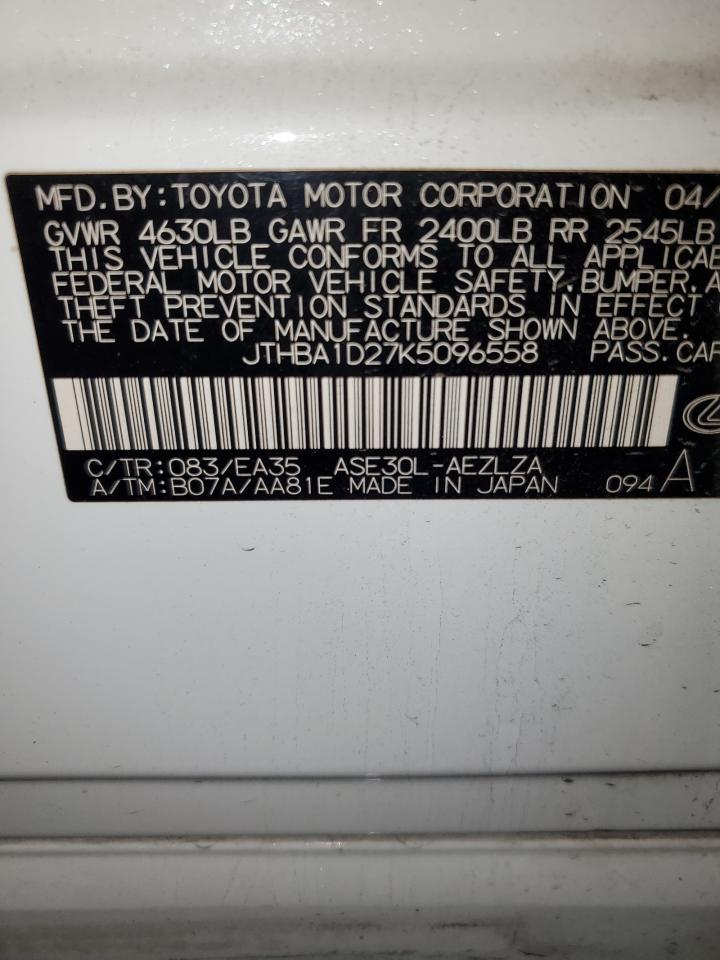 MFD.BY:TOYOTA MOTOR CORPORATION 04/
GVWR 4630LB GAWR FR 2400LB RR 2545LB
THIS VEHICLE CONFORMS TO ALL
FEDERAL MOTOR VEHICLE SAFETY,BUMPER,
THEFT PREVENTION STANDARDS IN EFFECT
THE DATE OF MANUFACTURE SHOWN ABOVE.
JTHBA1D27K5096558 PASS.CAR
C/TR:083/EA35 ASE30L-AEZLZA
A/TM:B07A/AA81E MADE IN JAPAN 094 A